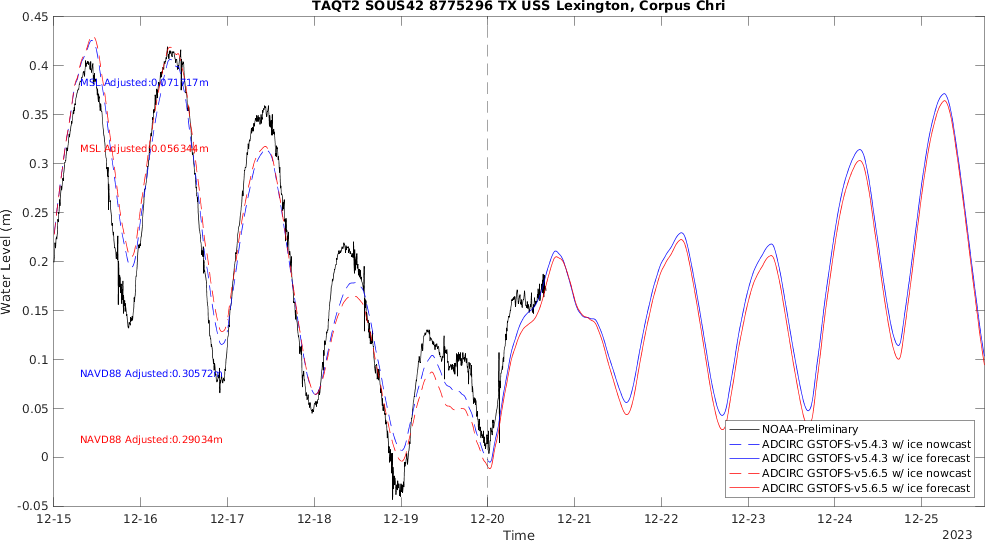 TAQT2 SOUS42 8775296 TX USS Lexington, Corpus Chri
0.45
0.4
0.35
0.3
0.25
0.2
0.15
0.1
0.05
0
-0.05
Water Level (m)
MSL Adjusted:0.071717m
MSL Adjusted:0.056344m
NAVD88 Adjusted:0.30572m
NAVD88 Adjusted:0.29034m
NOAA-Preliminary
ADCIRC GSTOFS-v5.4.3 w/ ice nowcast
ADCIRC GSTOFS-v5.4.3 w/ ice forecast
ADCIRC GSTOFS-v5.6.5 w/ ice nowcast
ADCIRC GSTOFS-v5.6.5 w/ ice forecast
12-15 12-16 12-17 12-18 12-19 12-20 12-21 12-22 12-23 12-24 12-25
Time
2023